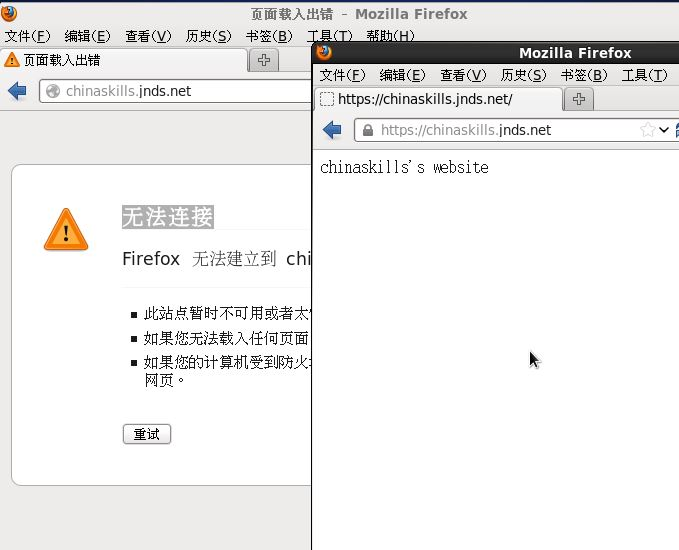 页面载入出错 - Mozilla Firefox
文件(F) 编辑(E) 查看(V) 历史(S) 书签(B) 工具(T) 帮助(H)
页面载入出错
chinaskills.jnds.net
无法连接
Firefox 无法建立到 chi
此站点暂时不可用或者太
如果您无法载入任何页面
如果您的计算机受到防火
网页。
重试
Mozilla Firefox
文件(F) 编辑(E) 查看(V) 历史(S) 书签(B) 工具(T)
https://chinaskills.jnds.net/
https://chinaskills.jnds.net
chinaskills's website